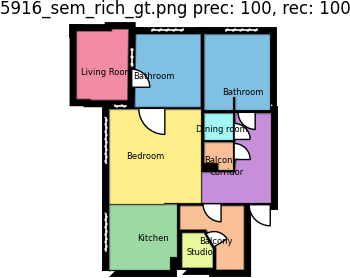 5916_sem_rich_gt.png prec: 100, rec: 100
Living Room
Bathroom
Bathroom
Dining room
Bedroom
Balcony
Corridor
Kitchen
Balcony
Studio